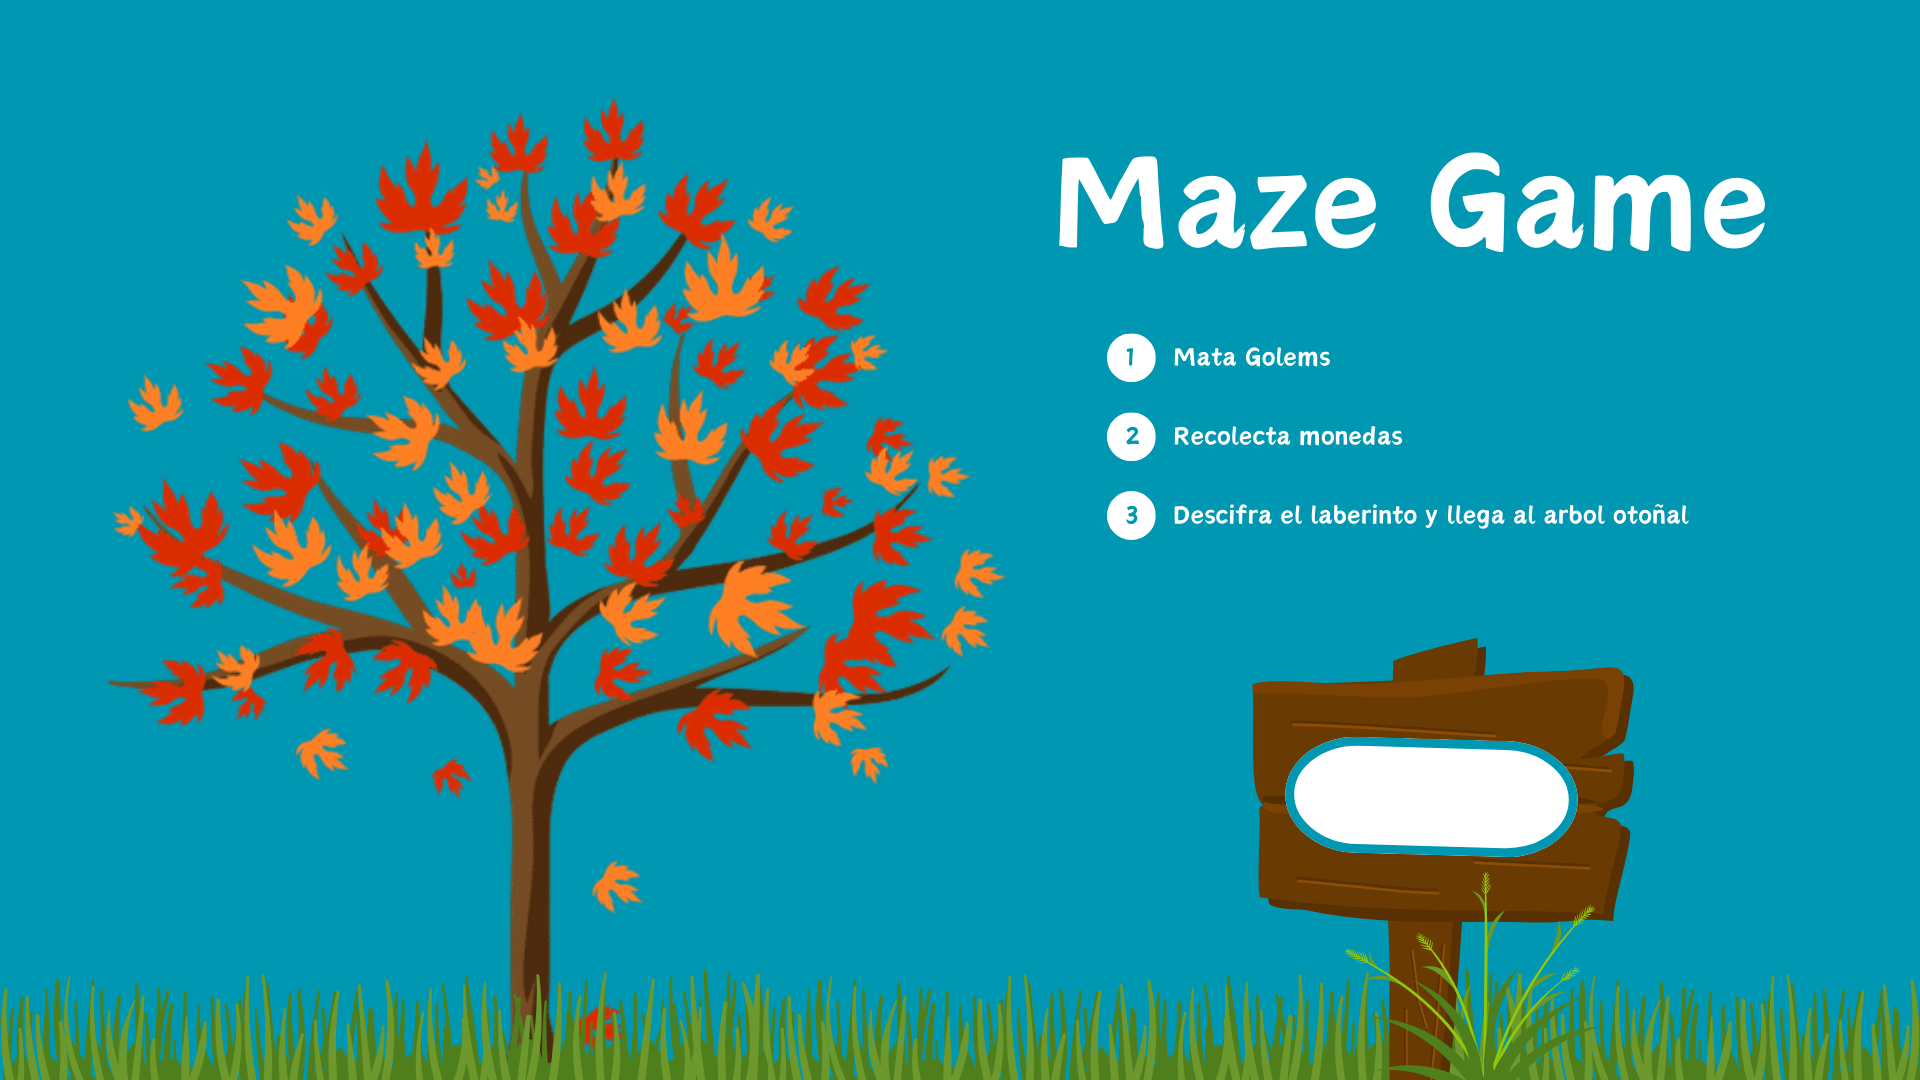 Maze Game
1 Mata Golems
2 Recolecta monedas
3 Descifra el laberinto y llega al arbol otoñal